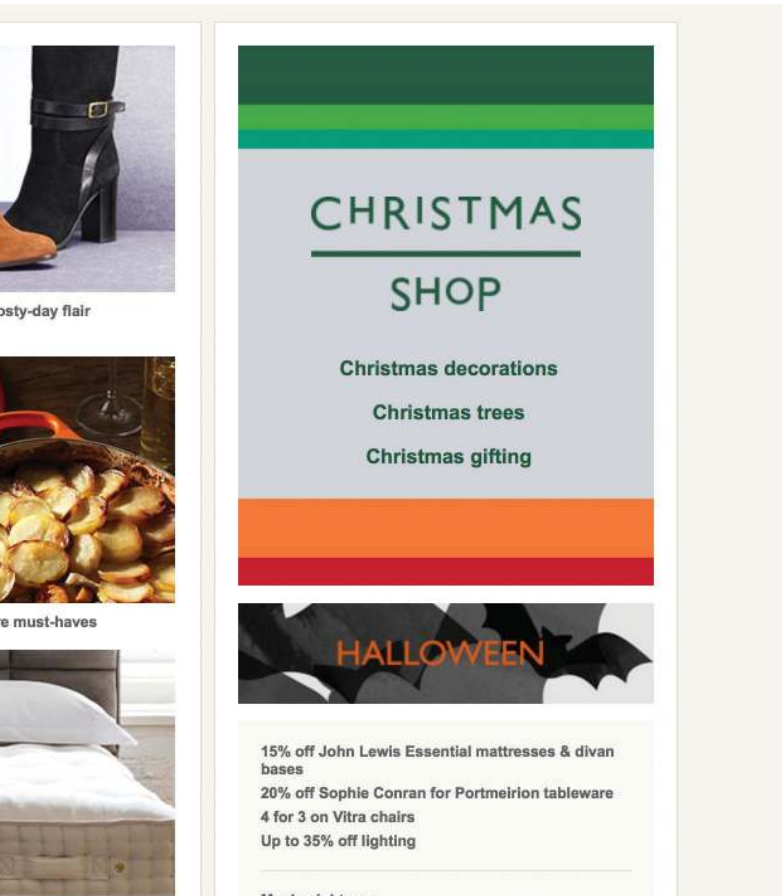 osty-day flair
must-haves
CHRISTMAS
SHOP
Christmas decorations
Christmas trees
Christmas gifting
HALLOWEEN
15% off John Lewis Essential mattresses & divan
bases
20% off Sophie Conran for Portmeirion tableware
4 for 3 on Vitra chairs
Up to 35% off lighting